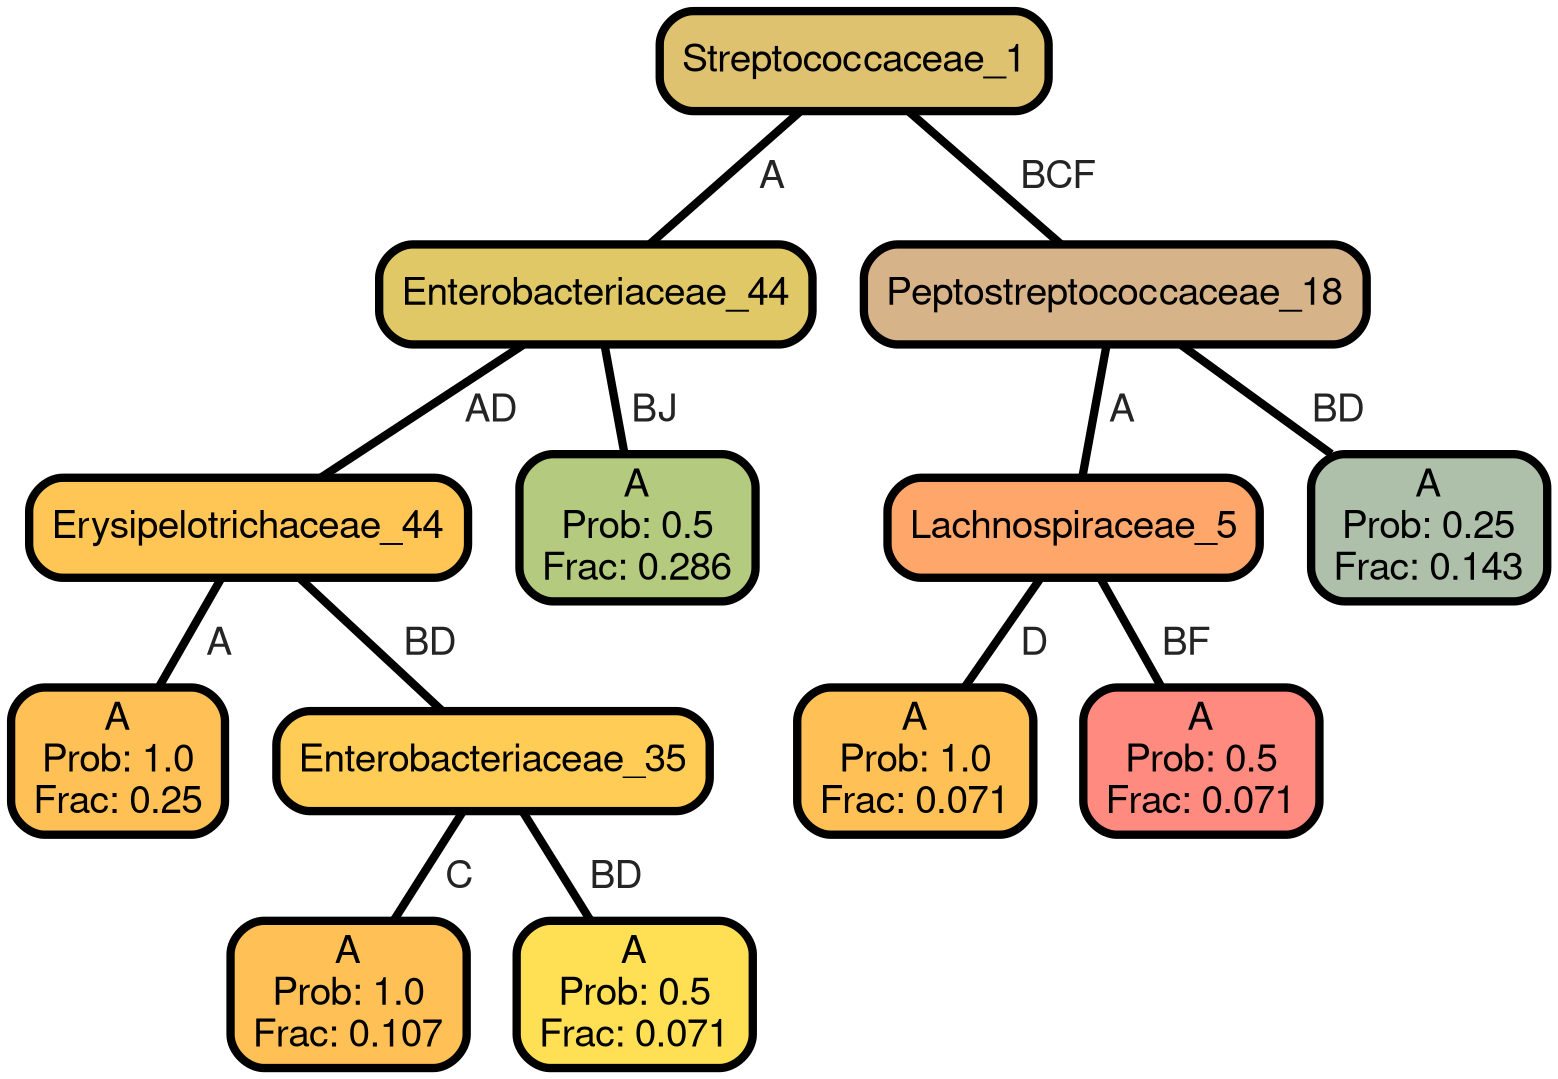 Streptococcaceae_1
A
BCF
Enterobacteriaceae_44
Peptostreptococcaceae_18
AD
BJ
A
BD
Erysipelotrichaceae_44
A
Prob: 0.5
Frac: 0.286
Lachnospiraceae_5
A
Prob: 0.25
Frac: 0.143
A
BD
D
BF
A
Prob: 1.0
Frac: 0.25
Enterobacteriaceae_35
A
Prob: 1.0
Frac: 0.071
A
Prob: 0.5
Frac: 0.071
C
BD
A
Prob: 1.0
Frac: 0.107
A
Prob: 0.5
Frac: 0.071